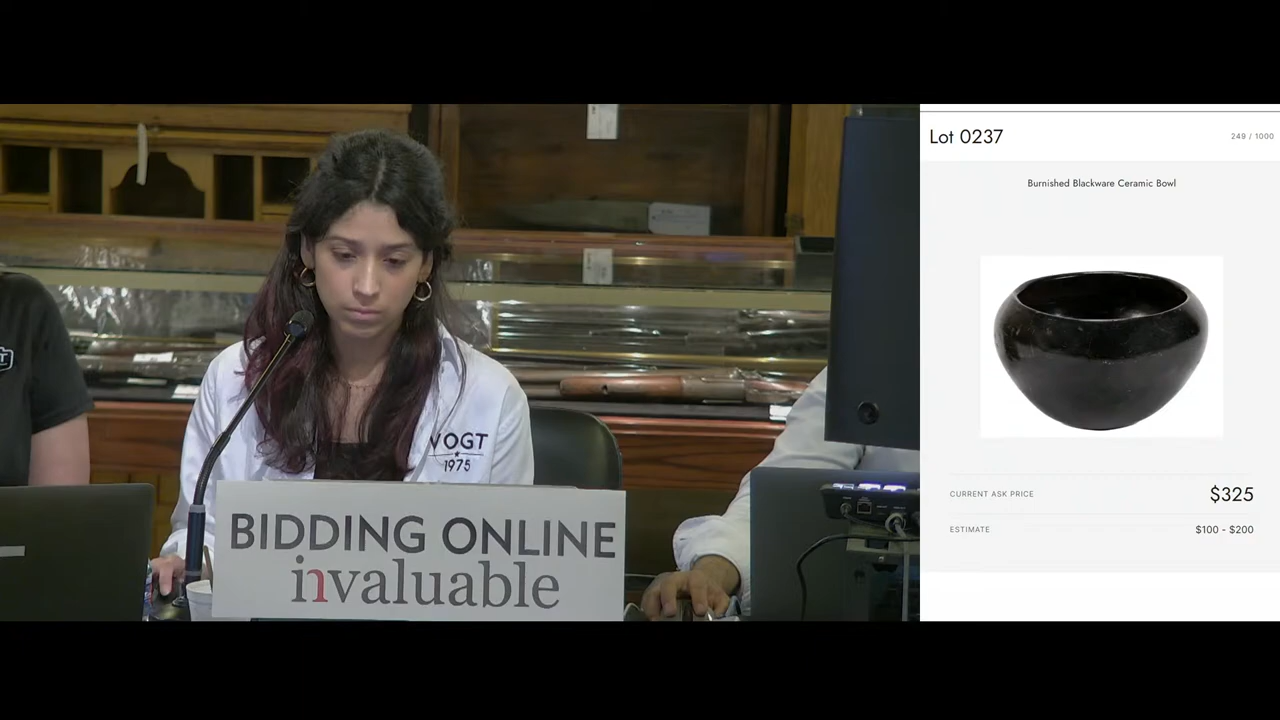 VOGT
1975
BIDDING ONLINE
invaluable
Lot 0237
249 / 1000
Burnished Blackware Ceramic Bowl
CURRENT ASK PRICE
$325
ESTIMATE
$100 - $200